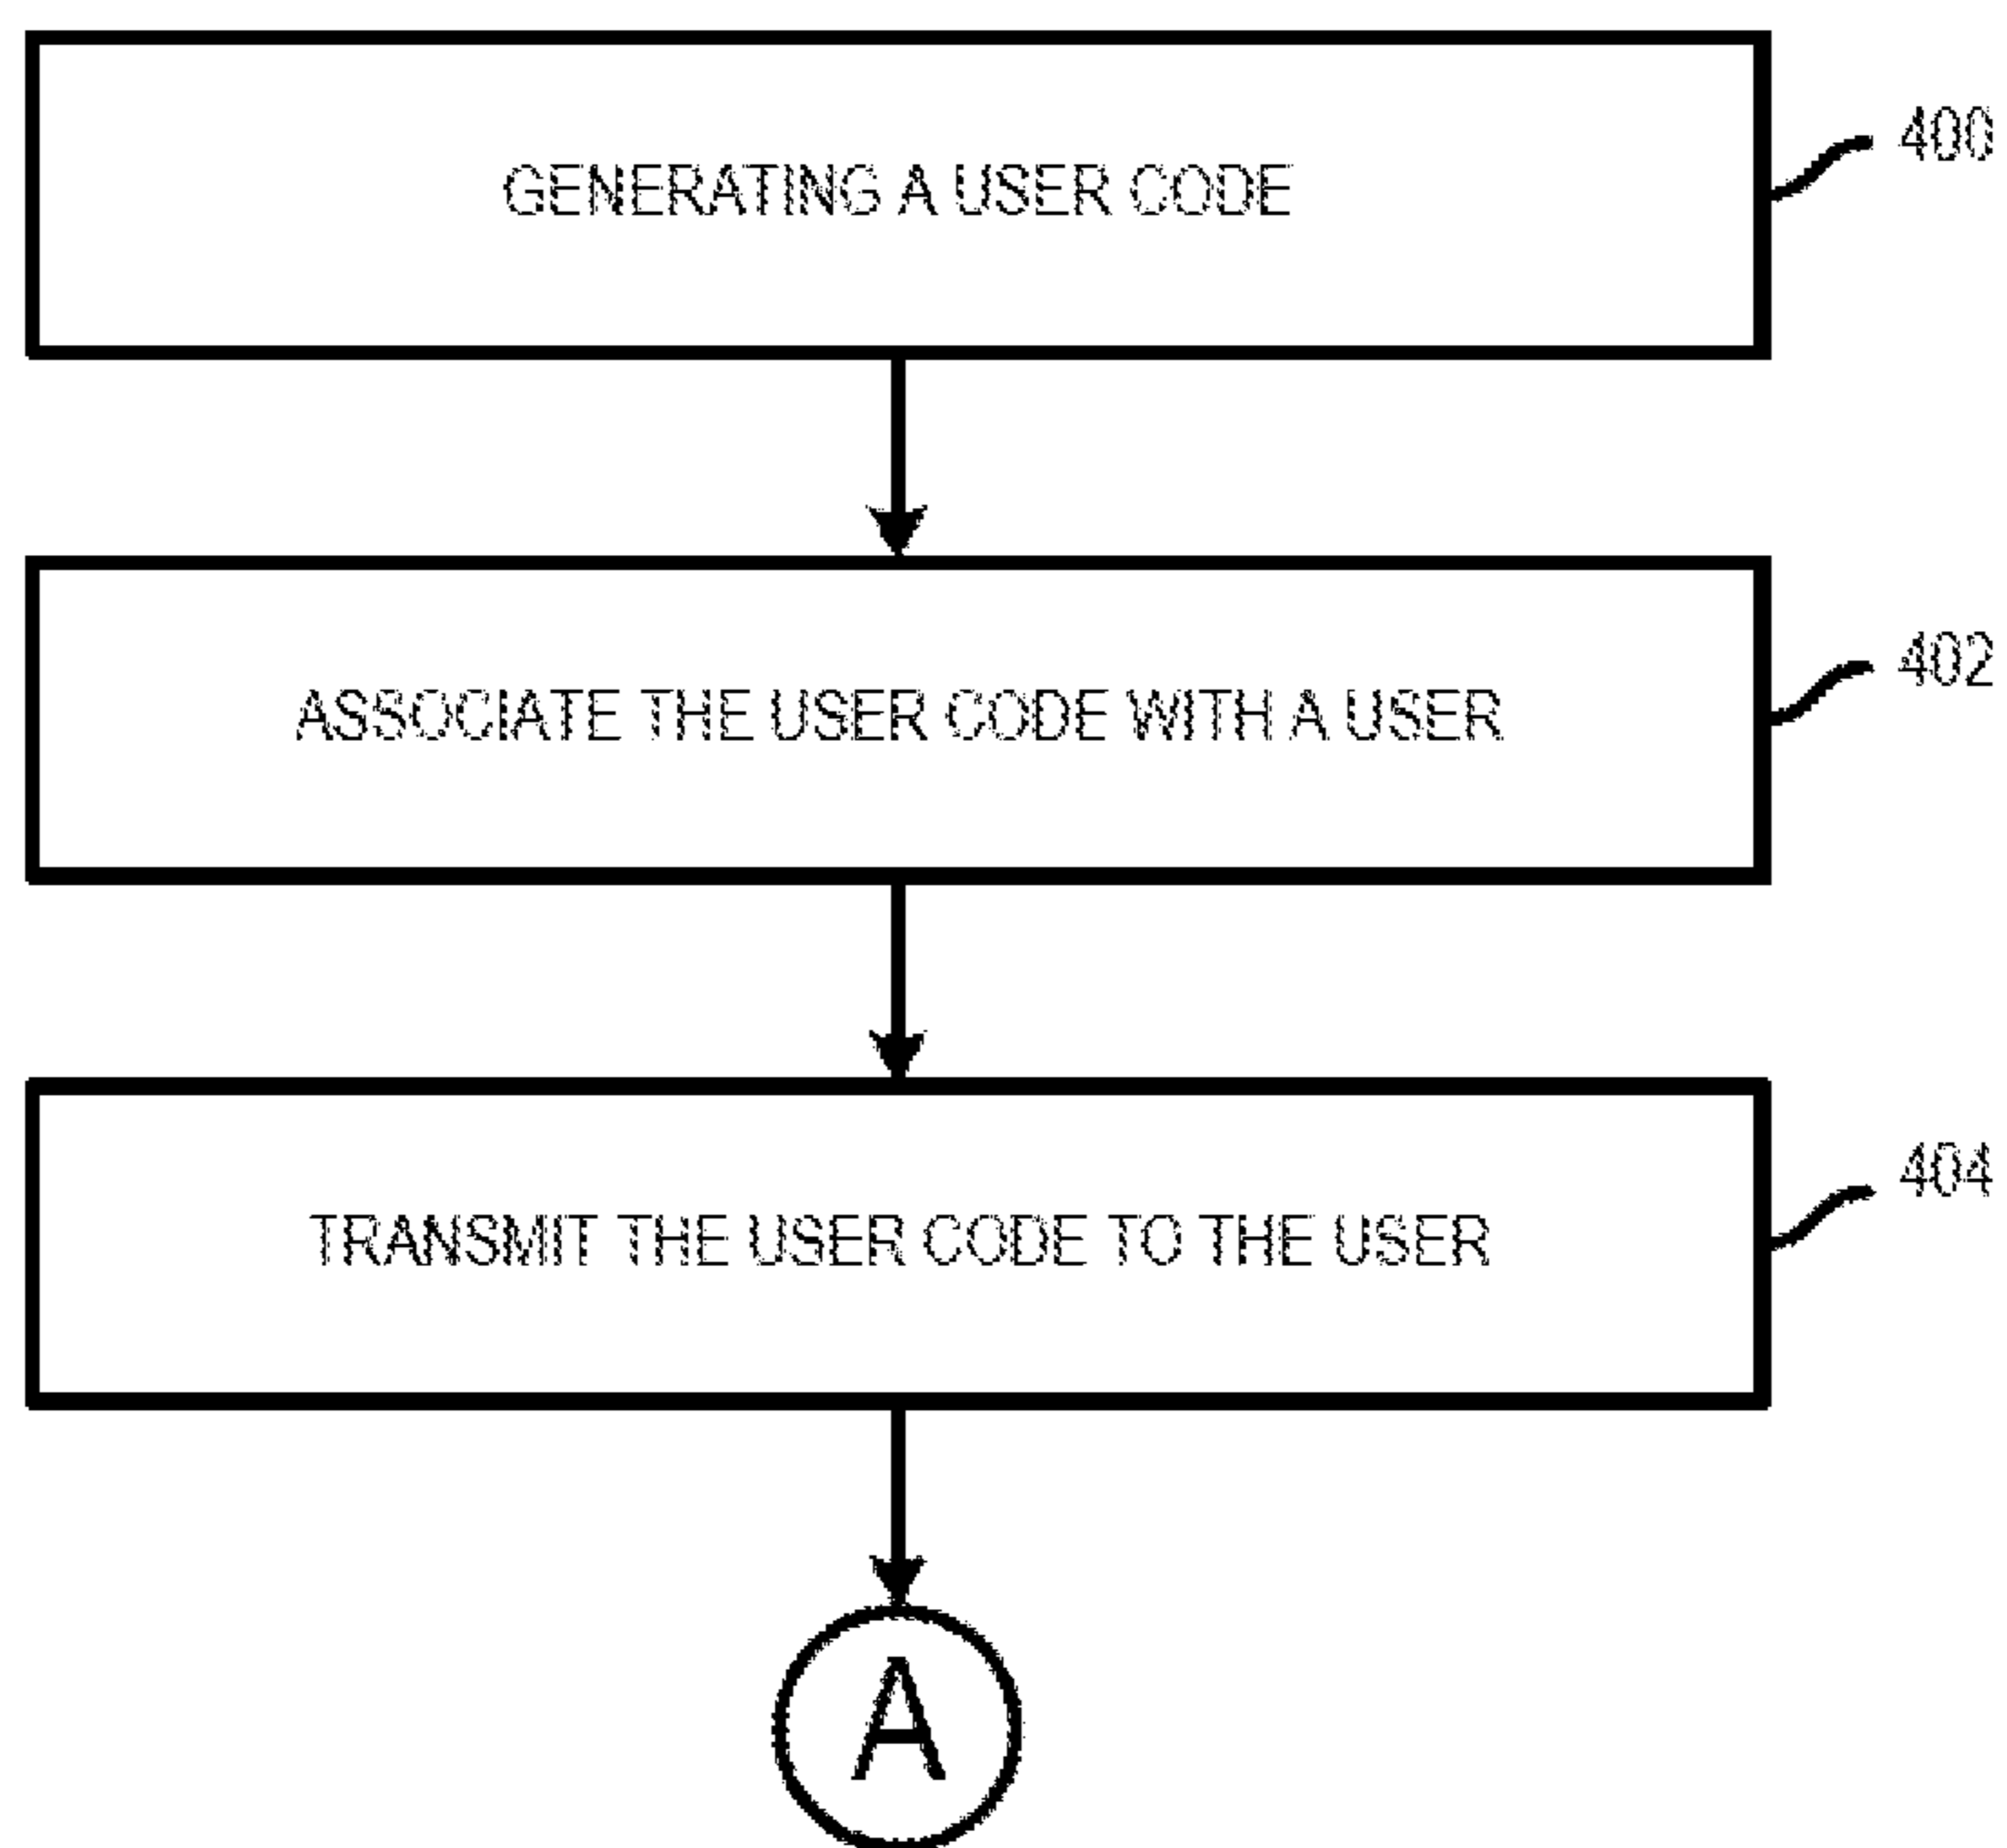 GENERATING A USER CODE
400
402
ASSOCIATE THE USER CODE WITH A USER
404
TRANSMIT THE USER CODE TO THE USER
A